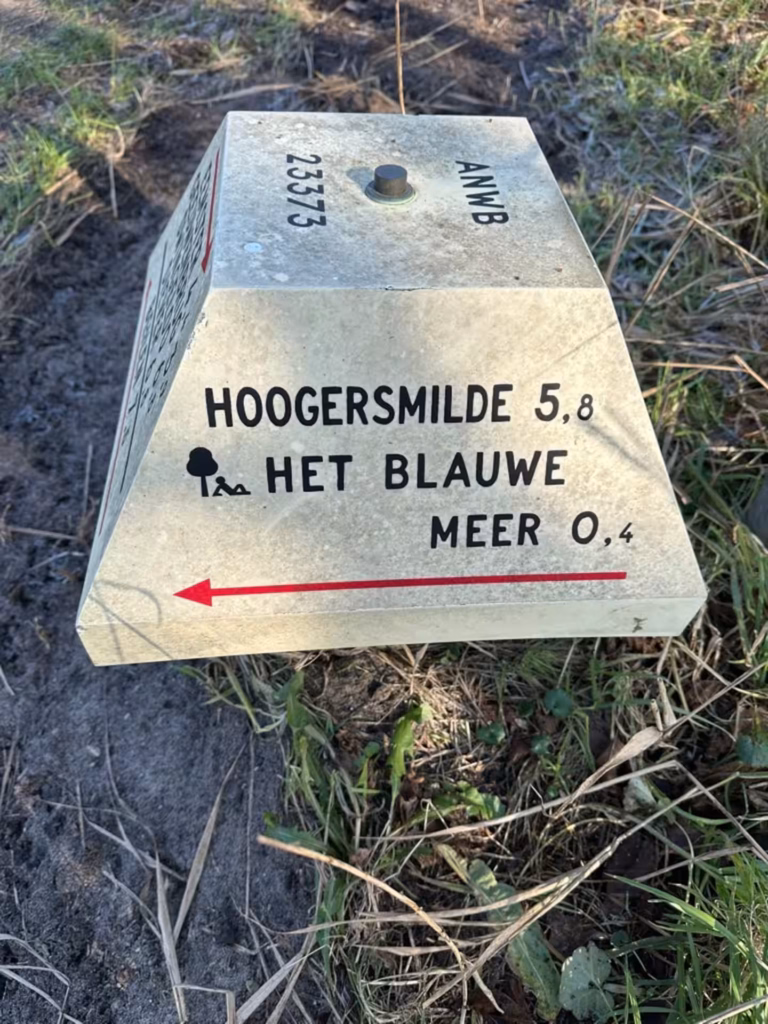 23373
ANWB
HOOGERSMILDE 5,8
HET BLAUWE
MEER 0,4